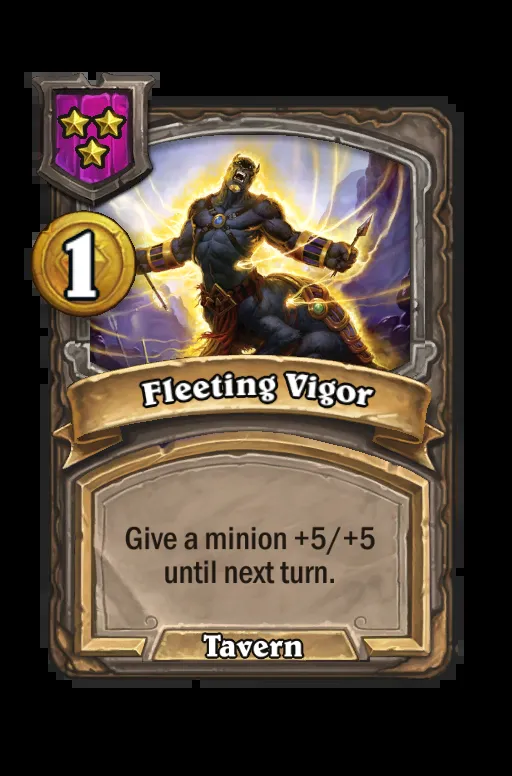 1
Fleeting Vigor
Give a minion +5/+5
until next turn.
Tavern